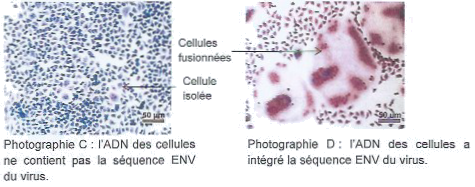 Cellules
fusionnées
Cellule
isolée
50 µm
50 µm
Photographie C : l'ADN des cellules
ne contient pas la séquence ENV
du virus.
Photographie D : l'ADN des cellules a
intégré la séquence ENV du virus.